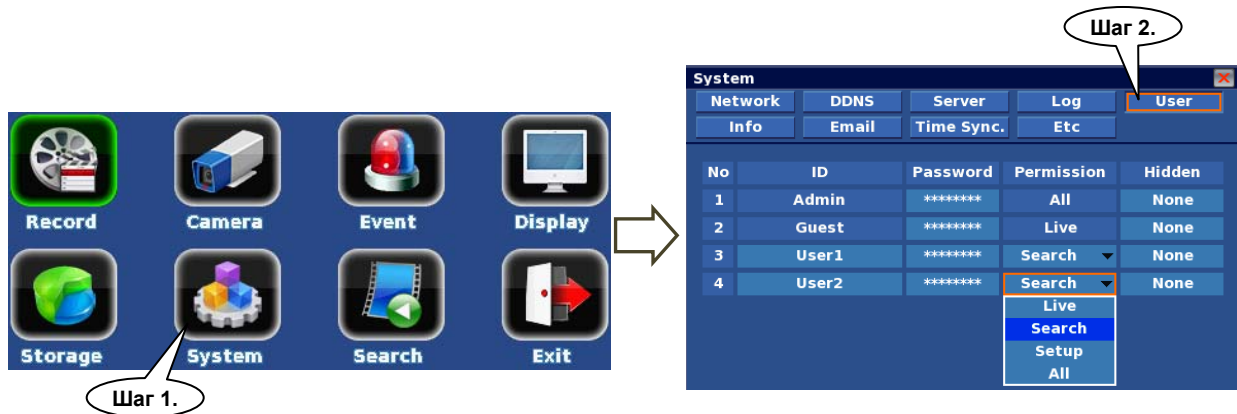 Шаг 2.
System
Network DDNS Server Log User
Info Email Time Sync. Etc
No ID Password Permission Hidden
1 Admin ******** All None
2 Guest ******** Live None
3 User1 ******** Search None
4 User2 ******** Search None
Live
Search
Setup
All
Record Camera Event Display
Storage System Search Exit
Шаг 1.